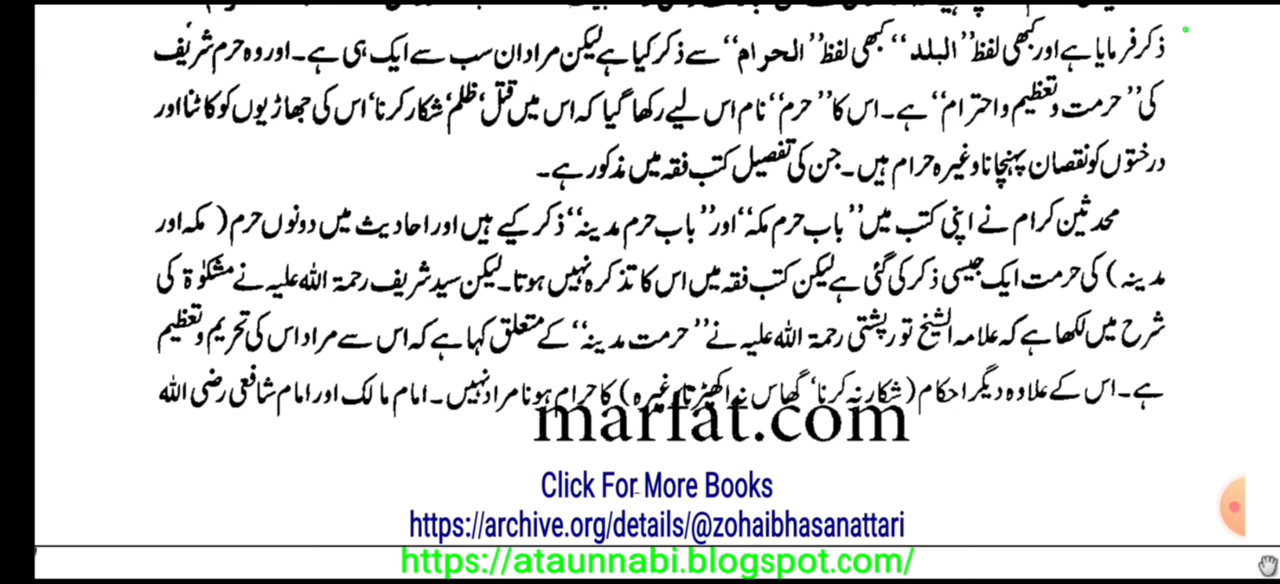 ذکر فرمایا ہے اور کبھی لفظ ’’البلد‘‘ کبھی لفظ ’’الحرام‘‘ سے ذکر کیا ہے لیکن مراد ان سب سے ایک ہی ہے۔ اور وہ حرم شریف
کی ’’حرمت و تعظیم و احترام‘‘ ہے۔ اس کا ’’حرم‘‘ نام اس لیے رکھا گیا کہ اس میں قتل‘ ظلم‘ شکار کرنا‘ اس کی جھاڑیوں کو کاٹنا اور
درختوں کو نقصان پہنچانا وغیرہ حرام ہیں۔ جن کی تفصیل کتب فقہ میں مذکور ہے۔
محدثین کرام نے اپنی کتب میں ’’باب حرم مکہ‘‘ اور ’’باب حرم مدینہ‘‘ ذکر کیے ہیں اور احادیث میں دونوں حرم (مکہ اور
مدینہ) کی حرمت ایک جیسی ذکر کی گئی ہے لیکن کتب فقہ میں اس کا تذکرہ نہیں ہوتا۔ لیکن سید شریف رحمۃ اللہ علیہ نے مشکوٰۃ کی
شرح میں لکھا ہے کہ علامہ الشیخ تورپشتی رحمۃ اللہ علیہ نے ’’حرمت مدینہ‘‘ کے متعلق کہا ہے کہ اس سے مراد اس کی تحریم و تعظیم
ہے۔ اس کے علاوہ دیگر احکام (شکار نہ کرنا‘ گھاس نہ اکھیڑنا وغیرہ) کا حرام ہونا مراد نہیں۔ امام مالک اور امام شافعی رضی اللہ
marfat.com
Click For More Books
https://archive.org/details/@zohaibhasanattari
https://ataunnabi.blogspot.com/